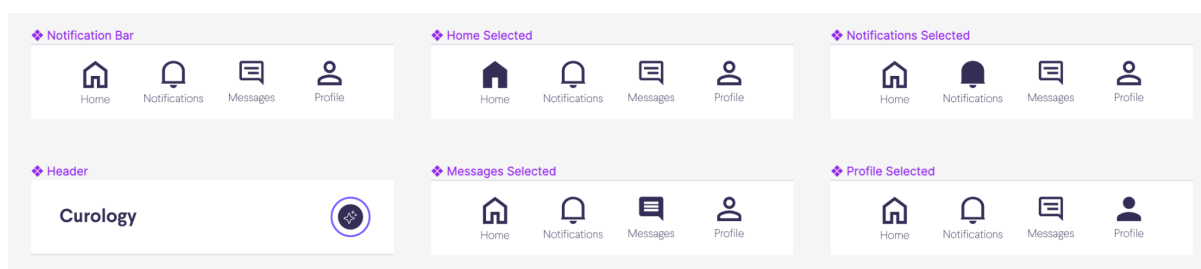 Notification Bar
Home Notifications Messages Profile
Home Selected
Home Notifications Messages Profile
Notifications Selected
Home Notifications Messages Profile
Header
Curology
Messages Selected
Home Notifications Messages Profile
Profile Selected
Home Notifications Messages Profile